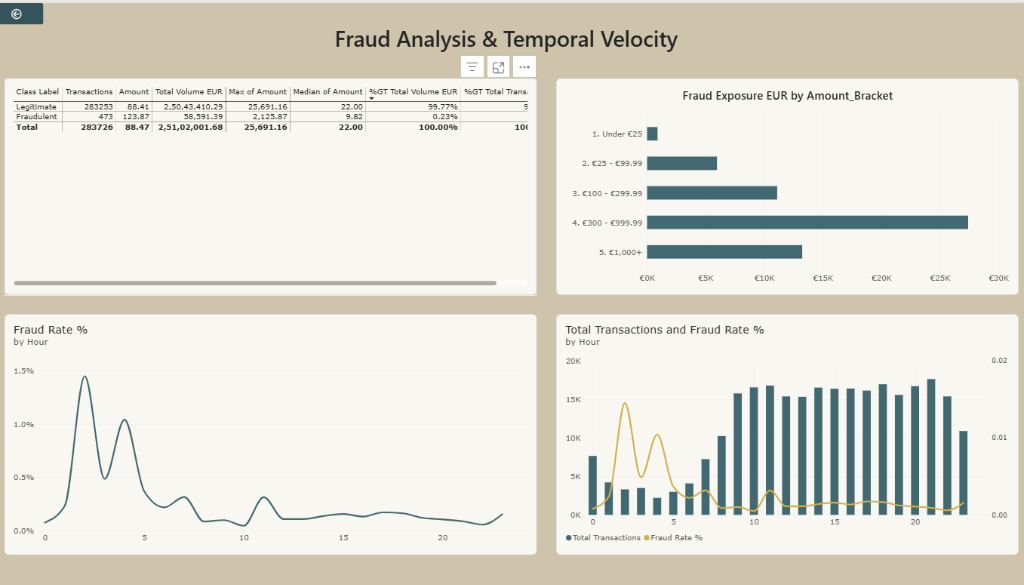 Fraud Analysis & Temporal Velocity
Class Label Transactions Amount Total Volume EUR Max of Amount Median of Amount %GT Total Volume EUR %GT Total Trans
Legitimate 283253 88.41 2,50,43,410.29 25,691.16 22.00 99.77%
Fraudulent 473 123.87 58,591.39 2,125.87 9.82 0.23%
Total 283726 88.47 2,51,02,001.68 25,691.16 22.00 100.00%
Fraud Exposure EUR by Amount_Bracket
1. Under €25
2. €25 - €99.99
3. €100 - €299.99
4. €300 - €999.99
5. €1,000+
€0K €5K €10K €15K €20K €25K €30K
Fraud Rate %
by Hour
1.5%
1.0%
0.5%
0.0%
0 5 10 15 20
Total Transactions and Fraud Rate %
by Hour
20K 0.02
15K
10K 0.01
5K
0K 0.00
0 5 10 15 20
Total Transactions Fraud Rate %